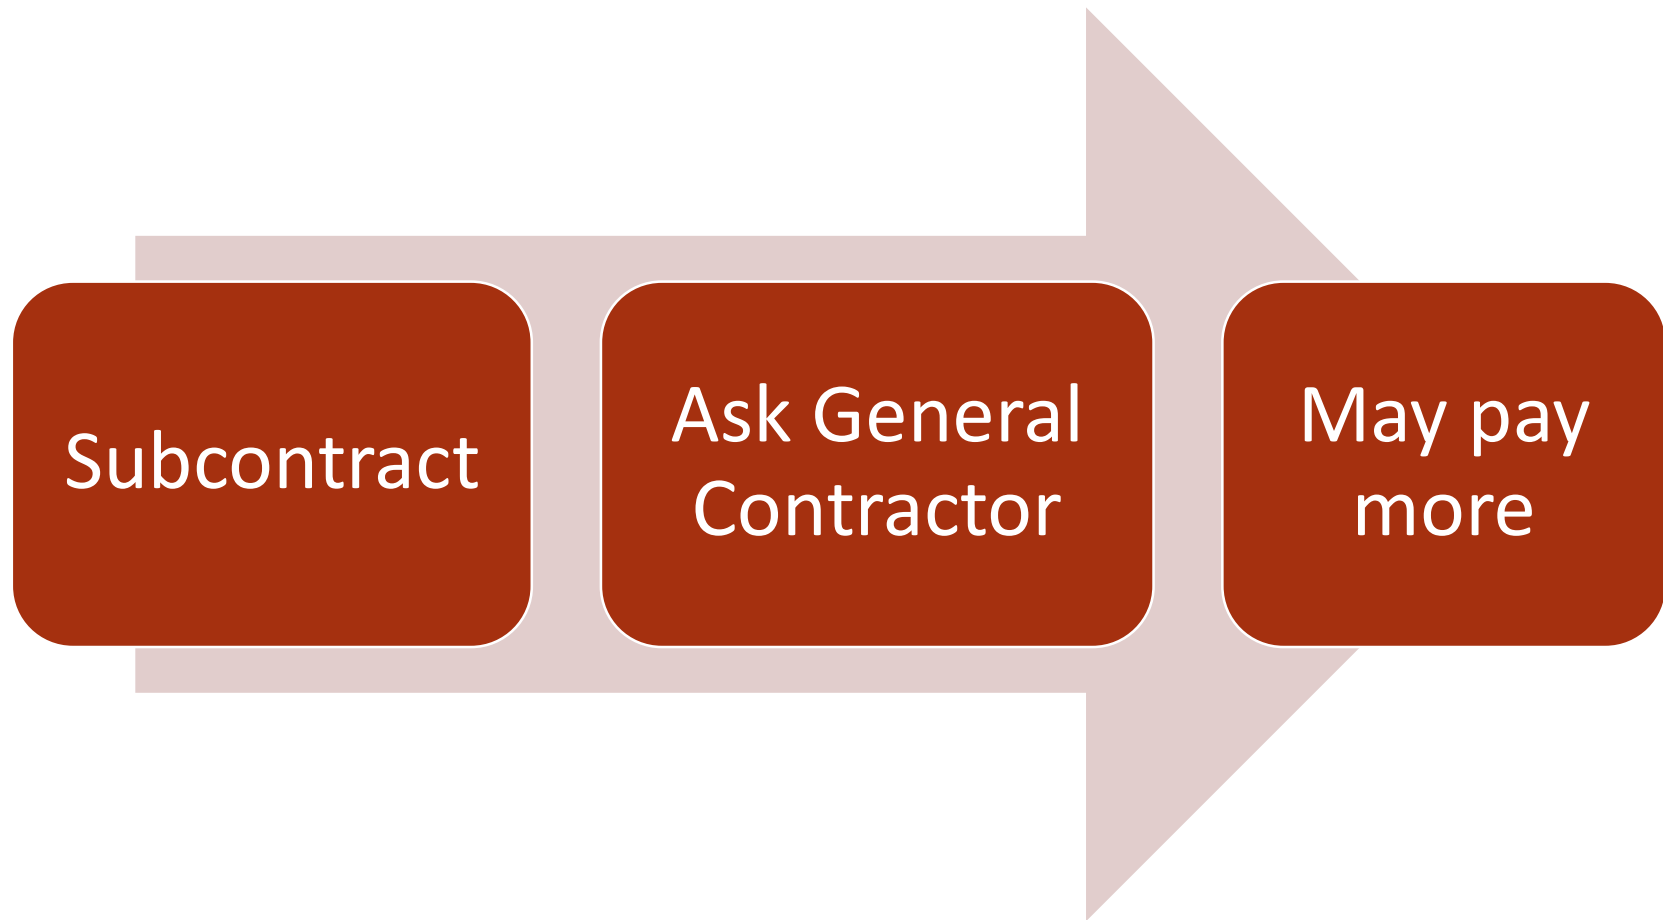 Subcontract
Ask General
Contractor
May pay
more